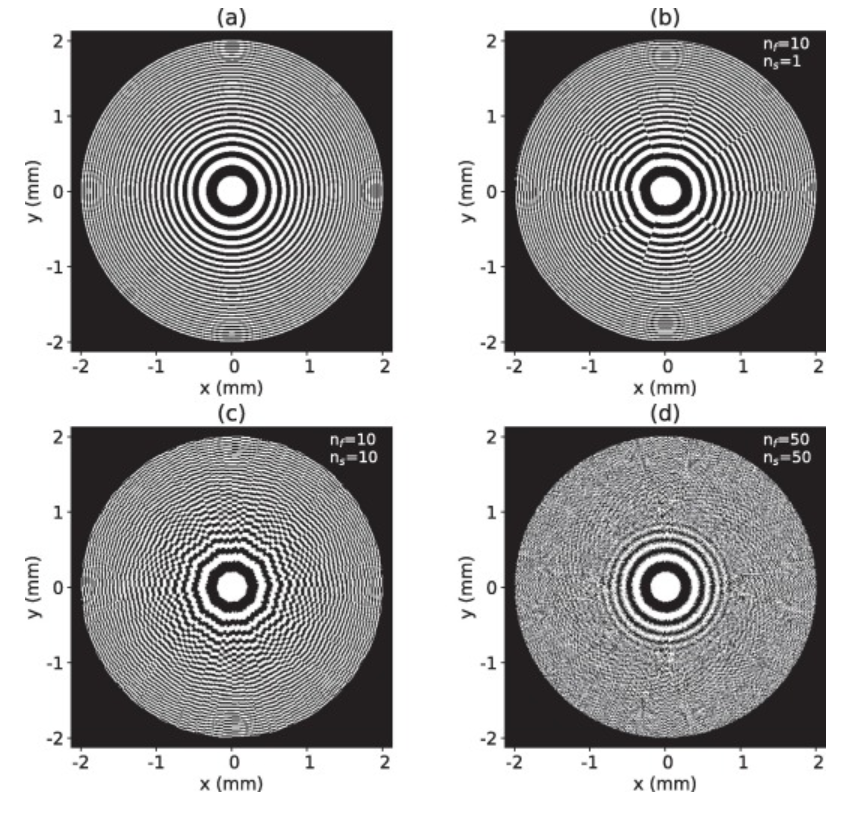 (a)
2
1
0
-1
-2
y (mm)
-2 -1 0 1 2
x (mm)
(b)
n_f=10
n_s=1
2
1
0
-1
-2
y (mm)
-2 -1 0 1 2
x (mm)
(c)
n_f=10
n_s=10
2
1
0
-1
-2
y (mm)
-2 -1 0 1 2
x (mm)
(d)
n_f=50
n_s=50
2
1
0
-1
-2
y (mm)
-2 -1 0 1 2
x (mm)